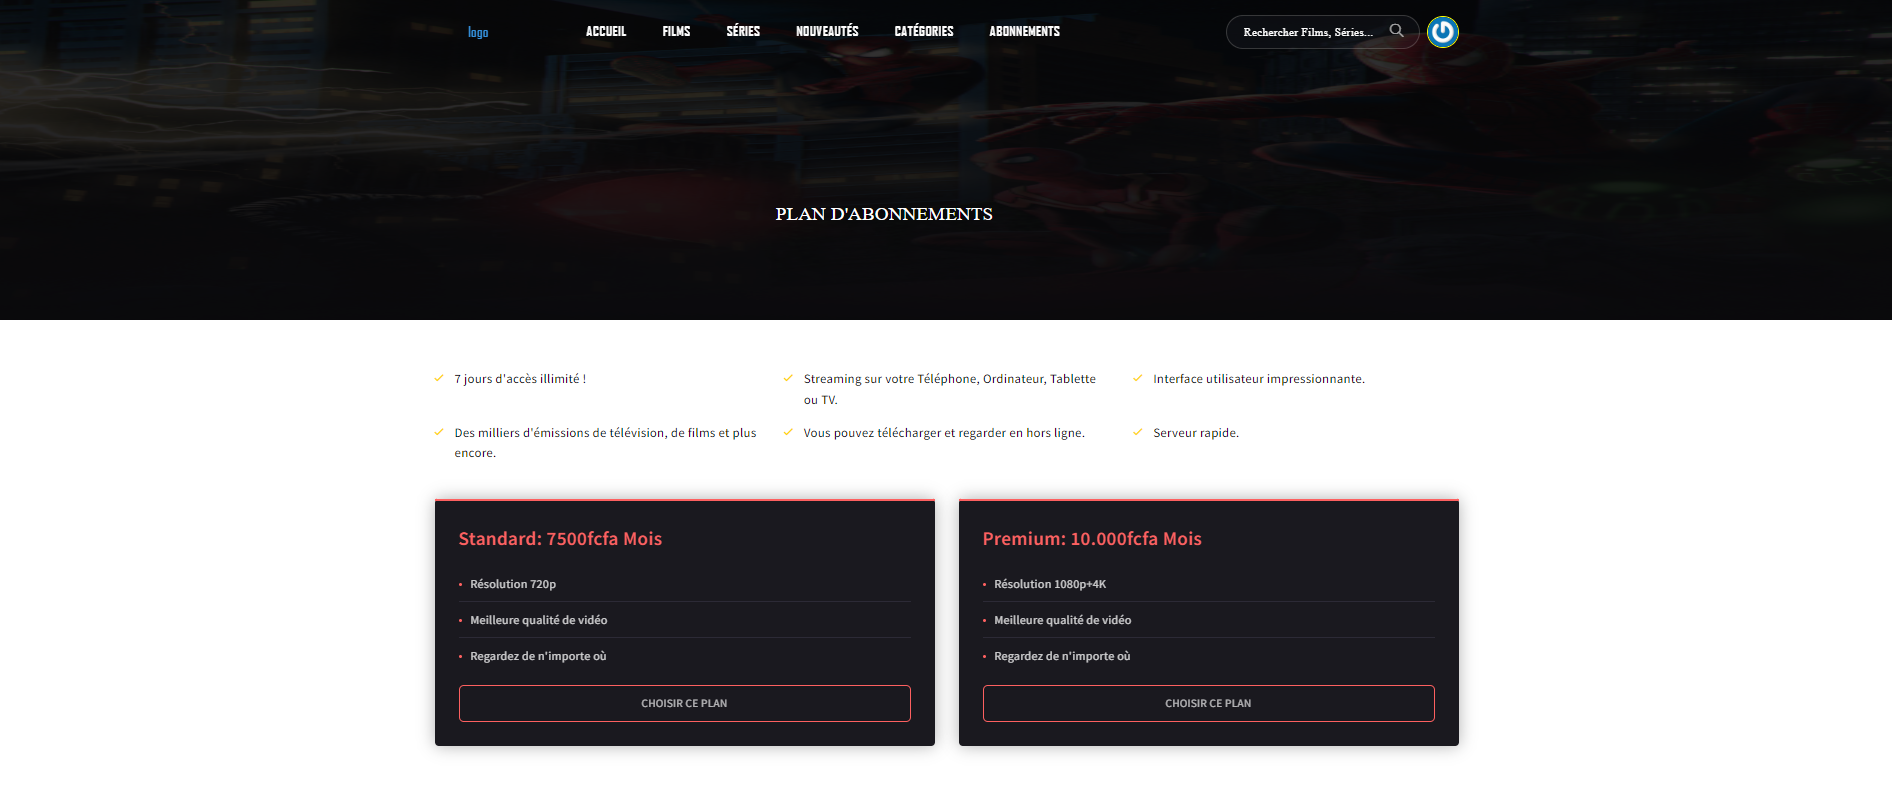 logo
ACCUEIL FILMS SÉRIES NOUVEAUTÉS CATÉGORIES ABONNEMENTS
Rechercher Films, Séries...
PLAN D'ABONNEMENTS
7 jours d'accès illimité !
Streaming sur votre Téléphone, Ordinateur, Tablette
ou TV.
Interface utilisateur impressionnante.
Des milliers d'émissions de télévision, de films et plus
encore.
Vous pouvez télécharger et regarder en hors ligne.
Serveur rapide.
Standard: 7500fcfa Mois
Résolution 720p
Meilleure qualité de vidéo
Regardez de n'importe où
CHOISIR CE PLAN
Premium: 10.000fcfa Mois
Résolution 1080p+4K
Meilleure qualité de vidéo
Regardez de n'importe où
CHOISIR CE PLAN